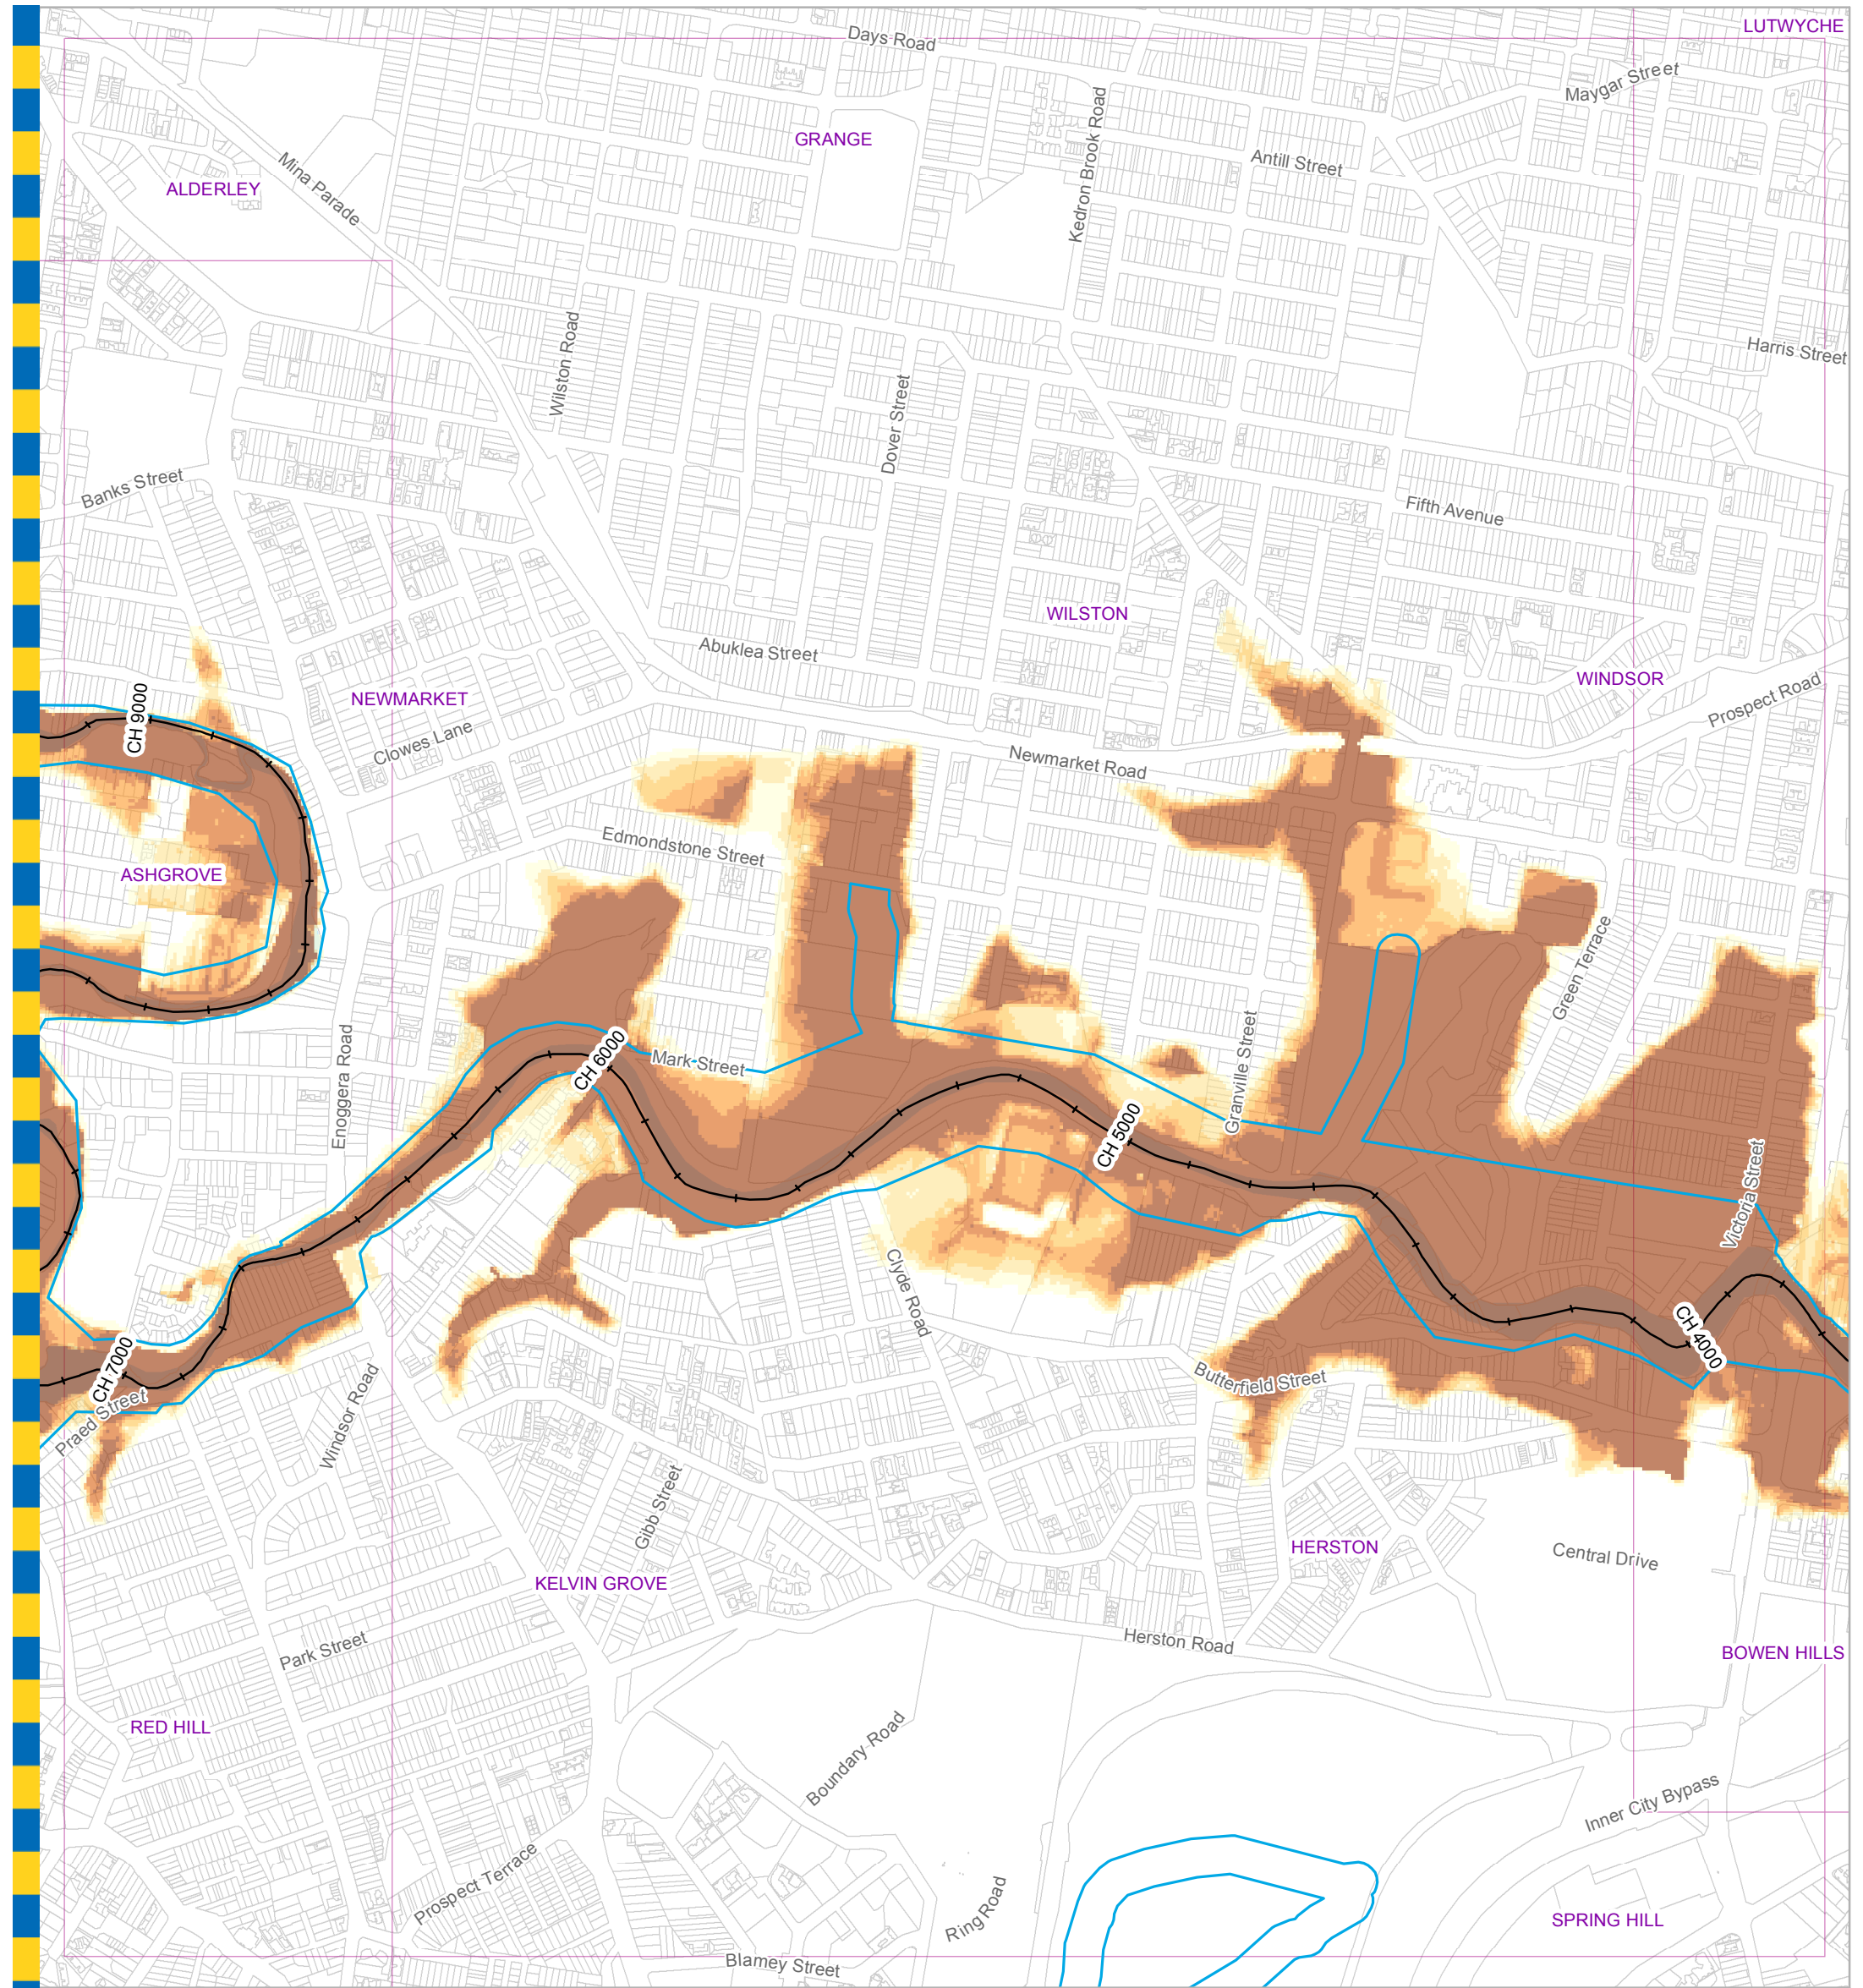 LUTWYCHE
Days Road
Maygar Street
GRANGE
Kedron Brook Road
Antill Street
Mina Parade
ALDERLEY
Harris Street
Wilston Road
Dover Street
Banks Street
Fifth Avenue
WILSTON
Abuklea Street
WINDSOR
NEWMARKET
Prospect Road
CH 9000
Clowes Lane
Newmarket Road
Edmondstone Street
ASHGROVE
Green Terrace
Enoggera Road
CH 6000
Mark Street
Granville Street
CH 5000
Victoria Street
Clyde Road
CH 4000
CH 7000
Butterfield Street
Praed Street
Windsor Road
Gibb Street
HERSTON
Central Drive
KELVIN GROVE
Park Street
Herston Road
BOWEN HILLS
RED HILL
Boundary Road
Inner City Bypass
Prospect Terrace
Ring Road
SPRING HILL
Blamey Street